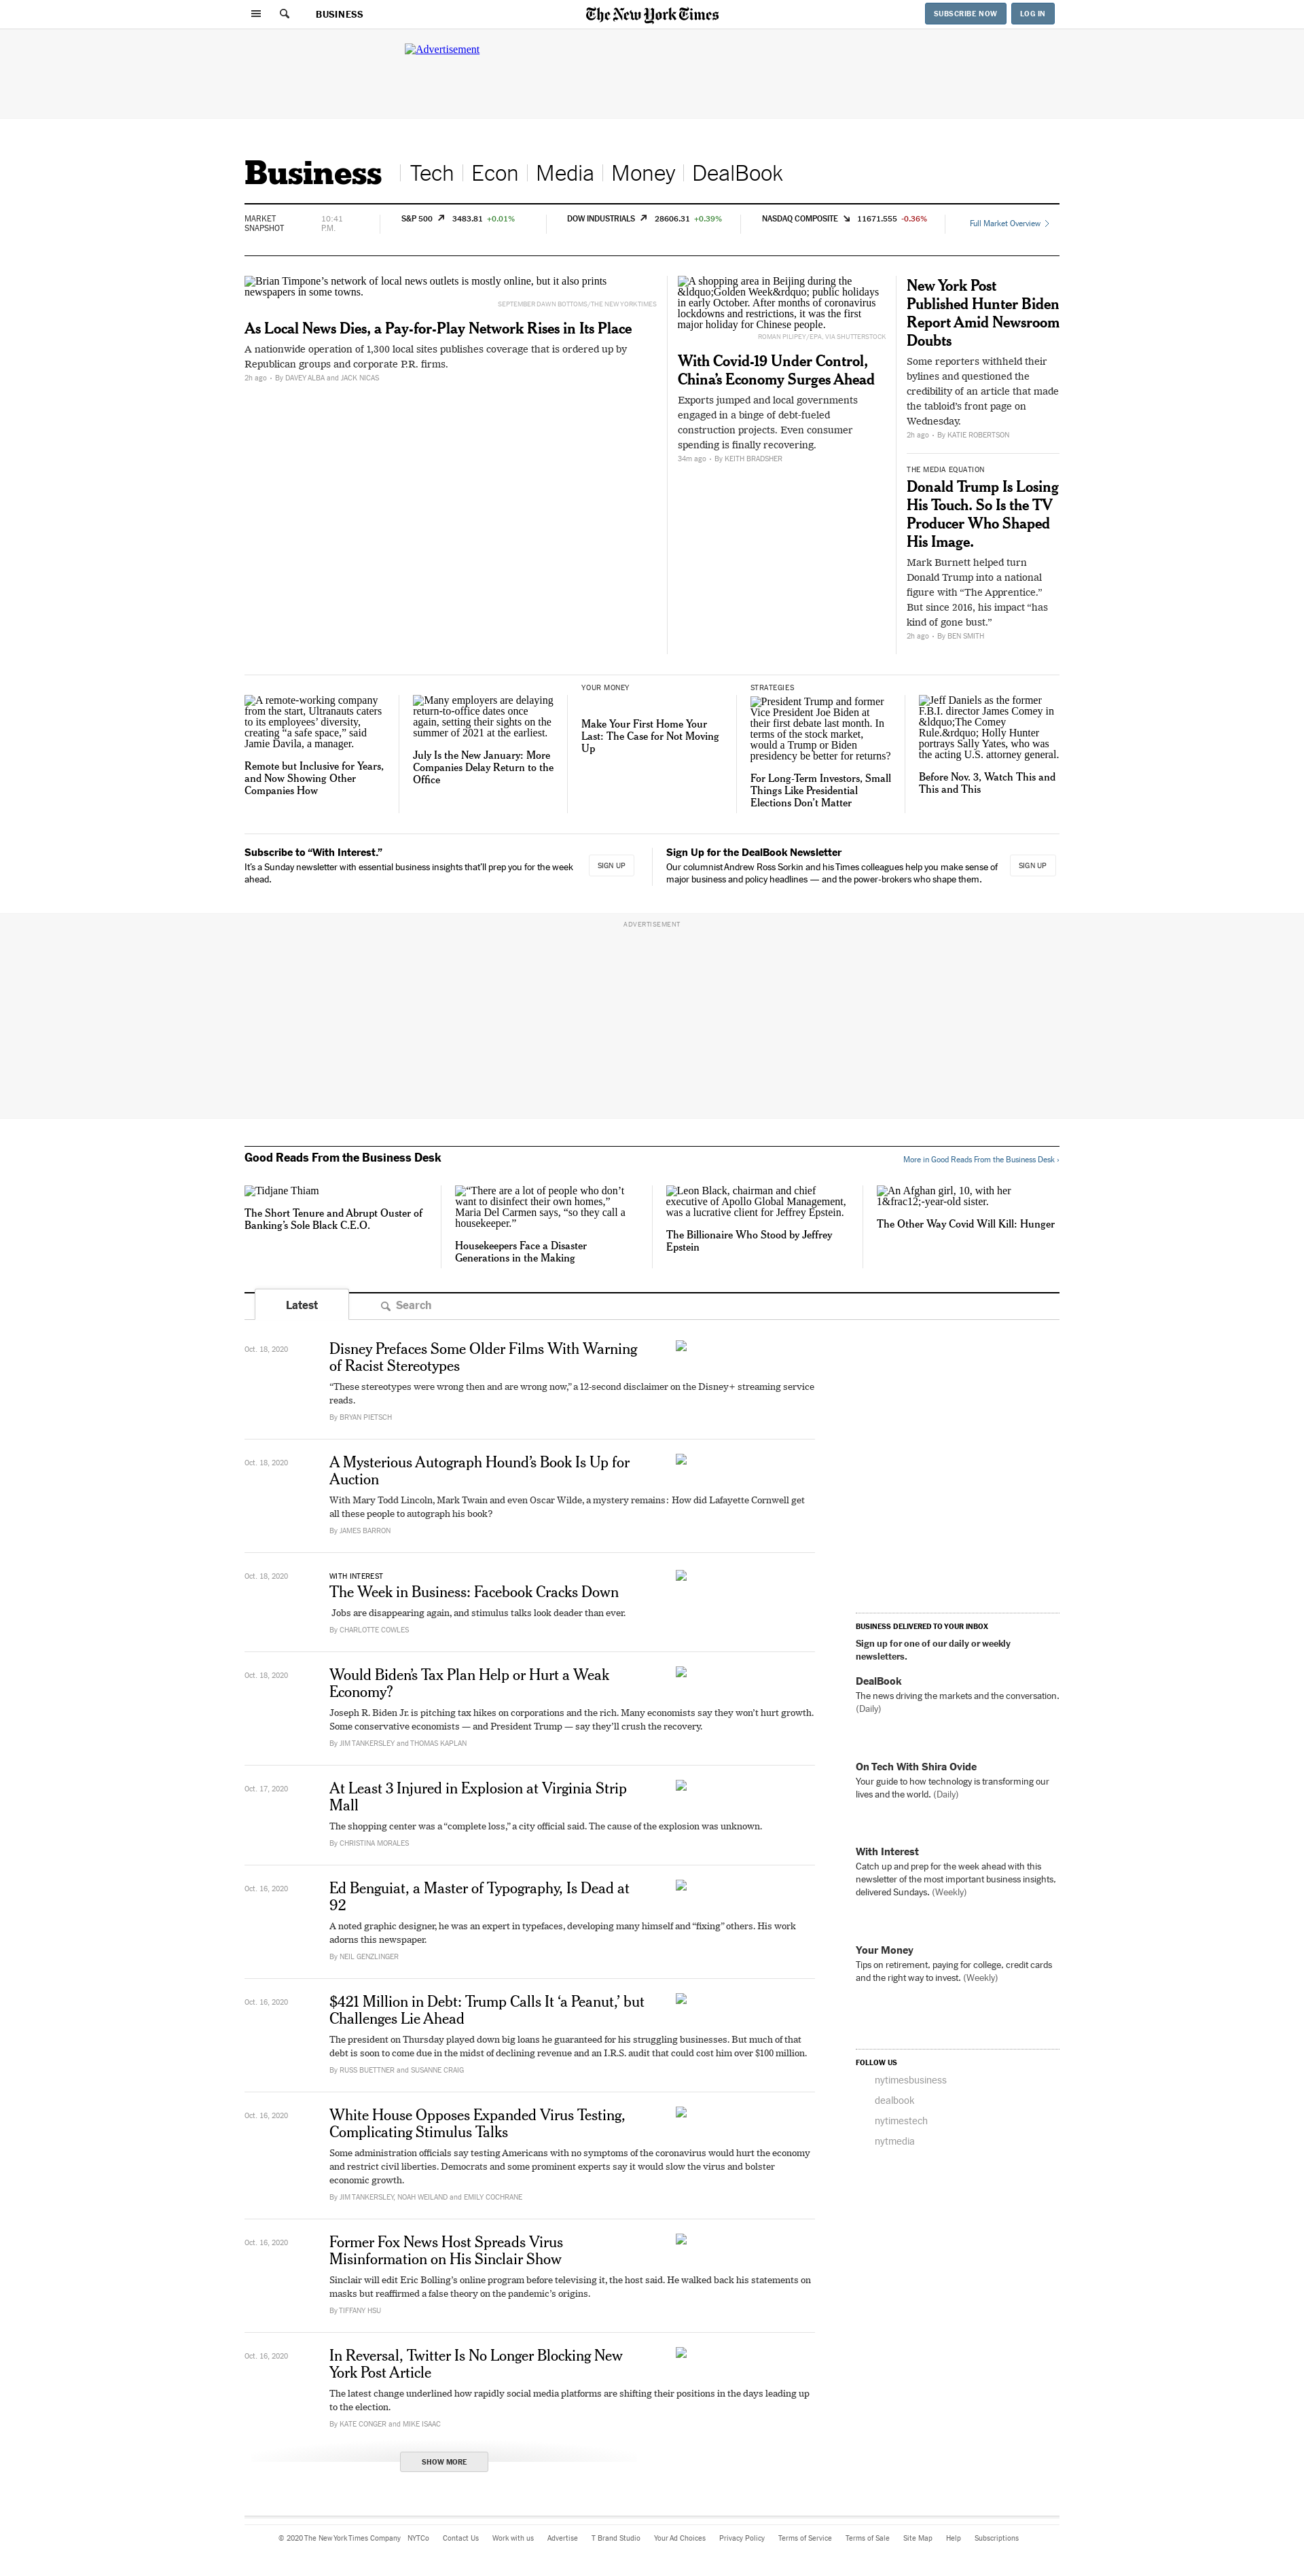 BUSINESS
The New York Times
SUBSCRIBE NOW
LOG IN
Advertisement
Business
Tech
Econ
Media
Money
DealBook
MARKET
SNAPSHOT
10:41
P.M.
S&P 500 3483.81 +0.01%
DOW INDUSTRIALS 28606.31 +0.39%
NASDAQ COMPOSITE 11671.555 -0.36%
Full Market Overview
Brian Timpone’s network of local news outlets is mostly online, but it also prints
newspapers in some towns.
SEPTEMBER DAWN BOTTOMS/THE NEW YORK TIMES
As Local News Dies, a Pay-for-Play Network Rises in Its Place
A nationwide operation of 1,300 local sites publishes coverage that is ordered up by
Republican groups and corporate P.R. firms.
2h ago • By DAVEY ALBA and JACK NICAS
A shopping area in Beijing during the
&ldquo;Golden Week&rdquo; public holidays
in early October. After months of coronavirus
lockdowns and restrictions, it was the first
major holiday for Chinese people.
ROMAN PILIPEY/EPA, VIA SHUTTERSTOCK
With Covid-19 Under Control,
China’s Economy Surges Ahead
Exports jumped and local governments
engaged in a binge of debt-fueled
construction projects. Even consumer
spending is finally recovering.
34m ago • By KEITH BRADSHER
New York Post
Published Hunter Biden
Report Amid Newsroom
Doubts
Some reporters withheld their
bylines and questioned the
credibility of an article that made
the tabloid’s front page on
Wednesday.
2h ago • By KATIE ROBERTSON
THE MEDIA EQUATION
Donald Trump Is Losing
His Touch. So Is the TV
Producer Who Shaped
His Image.
Mark Burnett helped turn
Donald Trump into a national
figure with “The Apprentice.”
But since 2016, his impact “has
kind of gone bust.”
2h ago • By BEN SMITH
A remote-working company
from the start, Ultranauts caters
to its employees’ diversity,
creating “a safe space,” said
Jamie Davila, a manager.
Remote but Inclusive for Years,
and Now Showing Other
Companies How
Many employers are delaying
return-to-office dates once
again, setting their sights on the
summer of 2021 at the earliest.
July Is the New January: More
Companies Delay Return to the
Office
YOUR MONEY
Make Your First Home Your
Last: The Case for Not Moving
Up
STRATEGIES
President Trump and former
Vice President Joe Biden at
their first debate last month. In
terms of the stock market,
would a Trump or Biden
presidency be better for returns?
For Long-Term Investors, Small
Things Like Presidential
Elections Don’t Matter
Jeff Daniels as the former
F.B.I. director James Comey in
&ldquo;The Comey
Rule.&rdquo; Holly Hunter
portrays Sally Yates, who was
the acting U.S. attorney general.
Before Nov. 3, Watch This and
This and This
Subscribe to “With Interest.”
It’s a Sunday newsletter with essential business insights that’ll prep you for the week
ahead.
SIGN UP
Sign Up for the DealBook Newsletter
Our columnist Andrew Ross Sorkin and his Times colleagues help you make sense of
major business and policy headlines — and the power-brokers who shape them.
SIGN UP
ADVERTISEMENT
Good Reads From the Business Desk
More in Good Reads From the Business Desk ›
Tidjane Thiam
The Short Tenure and Abrupt Ouster of
Banking’s Sole Black C.E.O.
“There are a lot of people who don’t
want to disinfect their own homes,”
Maria Del Carmen says, “so they call a
housekeeper.”
Housekeepers Face a Disaster
Generations in the Making
Leon Black, chairman and chief
executive of Apollo Global Management,
was a lucrative client for Jeffrey Epstein.
The Billionaire Who Stood by Jeffrey
Epstein
An Afghan girl, 10, with her
1&frac12;-year-old sister.
The Other Way Covid Will Kill: Hunger
Latest
Search
Oct. 18, 2020
Disney Prefaces Some Older Films With Warning
of Racist Stereotypes
“These stereotypes were wrong then and are wrong now,” a 12-second disclaimer on the Disney+ streaming service
reads.
By BRYAN PIETSCH
Oct. 18, 2020
A Mysterious Autograph Hound’s Book Is Up for
Auction
With Mary Todd Lincoln, Mark Twain and even Oscar Wilde, a mystery remains: How did Lafayette Cornwell get
all these people to autograph his book?
By JAMES BARRON
Oct. 18, 2020
WITH INTEREST
The Week in Business: Facebook Cracks Down
Jobs are disappearing again, and stimulus talks look deader than ever.
By CHARLOTTE COWLES
Oct. 18, 2020
Would Biden’s Tax Plan Help or Hurt a Weak
Economy?
Joseph R. Biden Jr. is pitching tax hikes on corporations and the rich. Many economists say they won’t hurt growth.
Some conservative economists — and President Trump — say they’ll crush the recovery.
By JIM TANKERSLEY and THOMAS KAPLAN
Oct. 17, 2020
At Least 3 Injured in Explosion at Virginia Strip
Mall
The shopping center was a “complete loss,” a city official said. The cause of the explosion was unknown.
By CHRISTINA MORALES
Oct. 16, 2020
Ed Benguiat, a Master of Typography, Is Dead at
92
A noted graphic designer, he was an expert in typefaces, developing many himself and “fixing” others. His work
adorns this newspaper.
By NEIL GENZLINGER
Oct. 16, 2020
$421 Million in Debt: Trump Calls It ‘a Peanut,’ but
Challenges Lie Ahead
The president on Thursday played down big loans he guaranteed for his struggling businesses. But much of that
debt is soon to come due in the midst of declining revenue and an I.R.S. audit that could cost him over $100 million.
By RUSS BUETTNER and SUSANNE CRAIG
Oct. 16, 2020
White House Opposes Expanded Virus Testing,
Complicating Stimulus Talks
Some administration officials say testing Americans with no symptoms of the coronavirus would hurt the economy
and restrict civil liberties. Democrats and some prominent experts say it would slow the virus and bolster
economic growth.
By JIM TANKERSLEY, NOAH WEILAND and EMILY COCHRANE
Oct. 16, 2020
Former Fox News Host Spreads Virus
Misinformation on His Sinclair Show
Sinclair will edit Eric Bolling’s online program before televising it, the host said. He walked back his statements on
masks but reaffirmed a false theory on the pandemic’s origins.
By TIFFANY HSU
Oct. 16, 2020
In Reversal, Twitter Is No Longer Blocking New
York Post Article
The latest change underlined how rapidly social media platforms are shifting their positions in the days leading up
to the election.
By KATE CONGER and MIKE ISAAC
SHOW MORE
BUSINESS DELIVERED TO YOUR INBOX
Sign up for one of our daily or weekly
newsletters.
DealBook
The news driving the markets and the conversation.
(Daily)
On Tech With Shira Ovide
Your guide to how technology is transforming our
lives and the world. (Daily)
With Interest
Catch up and prep for the week ahead with this
newsletter of the most important business insights,
delivered Sundays. (Weekly)
Your Money
Tips on retirement, paying for college, credit cards
and the right way to invest. (Weekly)
FOLLOW US
nytimesbusiness
dealbook
nytimestech
nytmedia
© 2020 The New York Times Company NYTCo Contact Us Work with us Advertise T Brand Studio Your Ad Choices Privacy Policy Terms of Service Terms of Sale Site Map Help Subscriptions